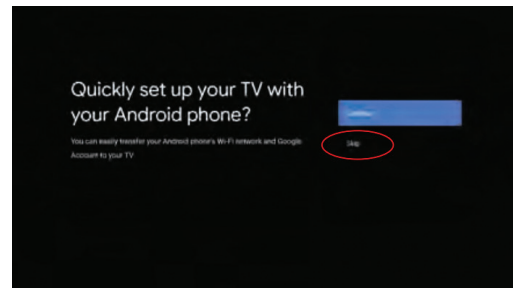 Quickly set up your TV with
your Android phone?
You can easily transfer your Android phone's Wi-Fi network and Google
Account to your TV
Skip